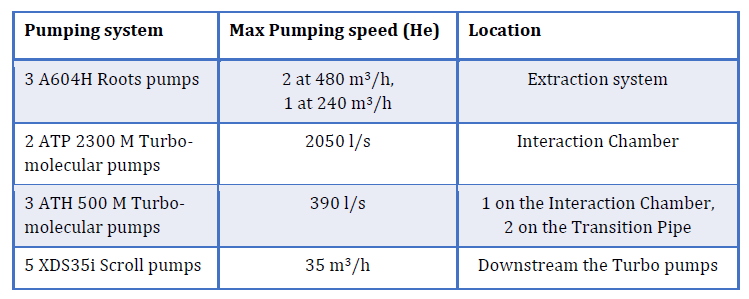 Pumping system
Max Pumping speed (He)
Location
3 A604H Roots pumps
2 at 480 m³/h,
1 at 240 m³/h
Extraction system
2 ATP 2300 M Turbo-
molecular pumps
2050 l/s
Interaction Chamber
3 ATH 500 M Turbo-
molecular pumps
390 l/s
1 on the Interaction Chamber,
2 on the Transition Pipe
5 XDS35i Scroll pumps
35 m³/h
Downstream the Turbo pumps